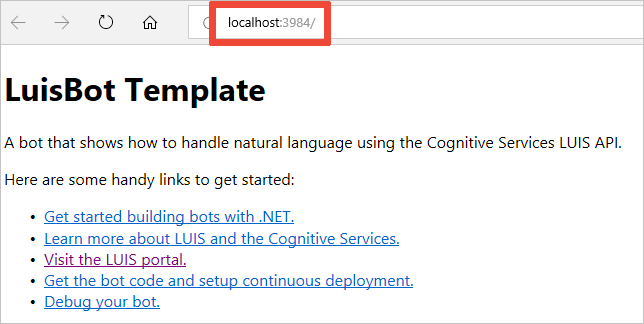 localhost:3984/
LuisBot Template
A bot that shows how to handle natural language using the Cognitive Services LUIS API.
Here are some handy links to get started:
• Get started building bots with .NET.
• Learn more about LUIS and the Cognitive Services.
• Visit the LUIS portal.
• Get the bot code and setup continuous deployment.
• Debug your bot.